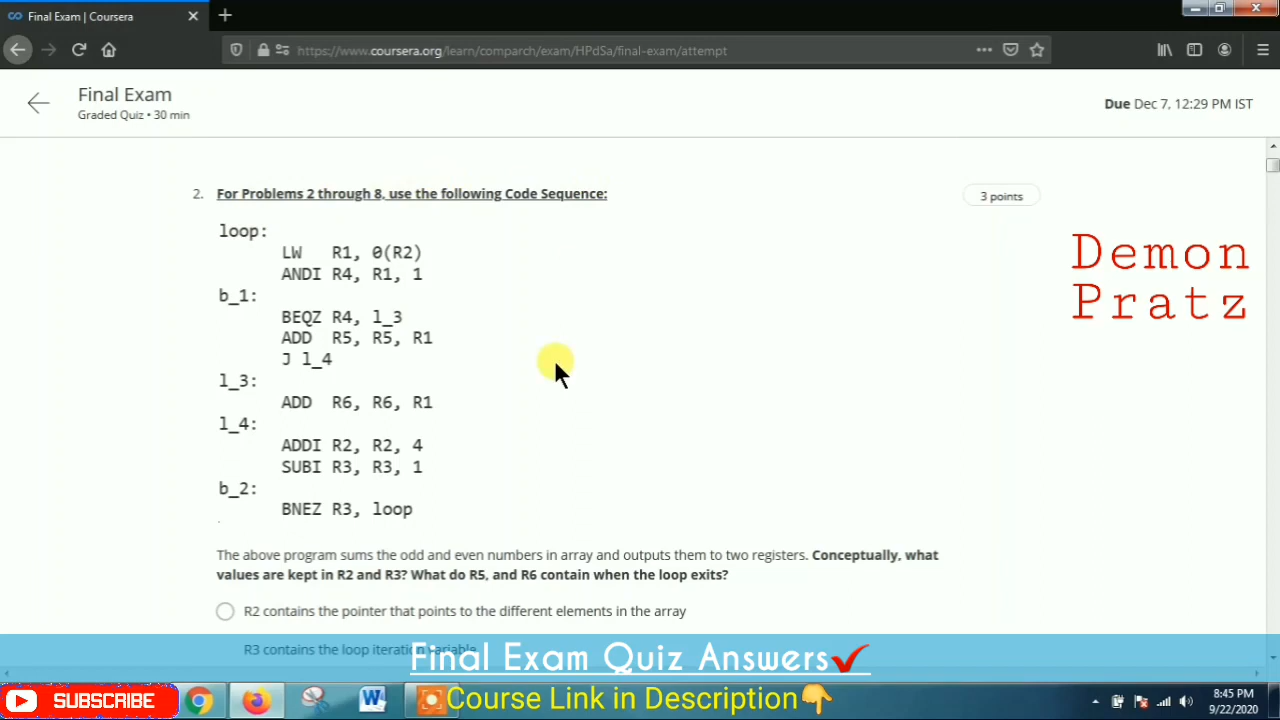 Final Exam | Coursera
https://www.coursera.org/learn/comparch/exam/HPdSa/final-exam/attempt
Final Exam
Graded Quiz • 30 min
Due Dec 7, 12:29 PM IST
2. For Problems 2 through 8, use the following Code Sequence:
3 points
loop:
LW R1, 0(R2)
ANDI R4, R1, 1
b_1:
BEQZ R4, l_3
ADD R5, R5, R1
J l_4
l_3:
ADD R6, R6, R1
l_4:
ADDI R2, R2, 4
SUBI R3, R3, 1
b_2:
BNEZ R3, loop
Demon
Pratz
The above program sums the odd and even numbers in array and outputs them to two registers. Conceptually, what
values are kept in R2 and R3? What do R5, and R6 contain when the loop exits?
R2 contains the pointer that points to the different elements in the array
R3 contains the loop iteration variable
Final Exam Quiz Answers
SUBSCRIBE
Course Link in Description
8:45 PM
9/22/2020